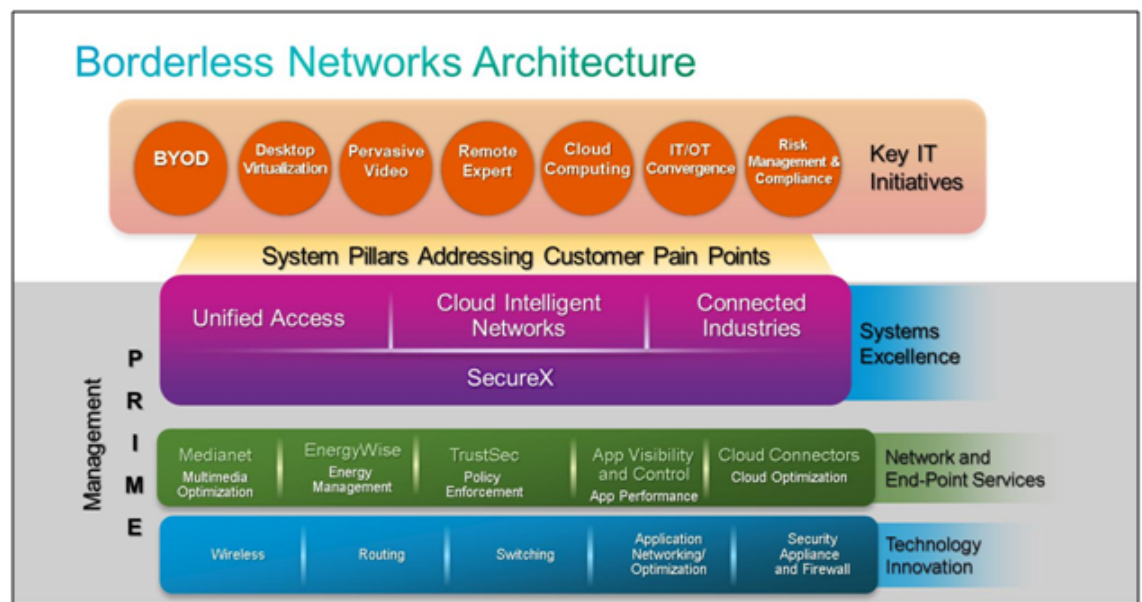 Borderless Networks Architecture
BYOD
Desktop
Virtualization
Pervasive
Video
Remote
Expert
Cloud
Computing
IT/OT
Convergence
Risk
Management &
Compliance
Key IT
Initiatives
System Pillars Addressing Customer Pain Points
Unified Access
Cloud Intelligent
Networks
Connected
Industries
SecureX
Systems
Excellence
Management
PRIME
Medianet
Multimedia
Optimization
EnergyWise
Energy
Management
TrustSec
Policy
Enforcement
App Visibility
and Control
App Performance
Cloud Connectors
Cloud Optimization
Network and
End-Point Services
Wireless
Routing
Switching
Application
Networking/
Optimization
Security
Appliance
and Firewall
Technology
Innovation